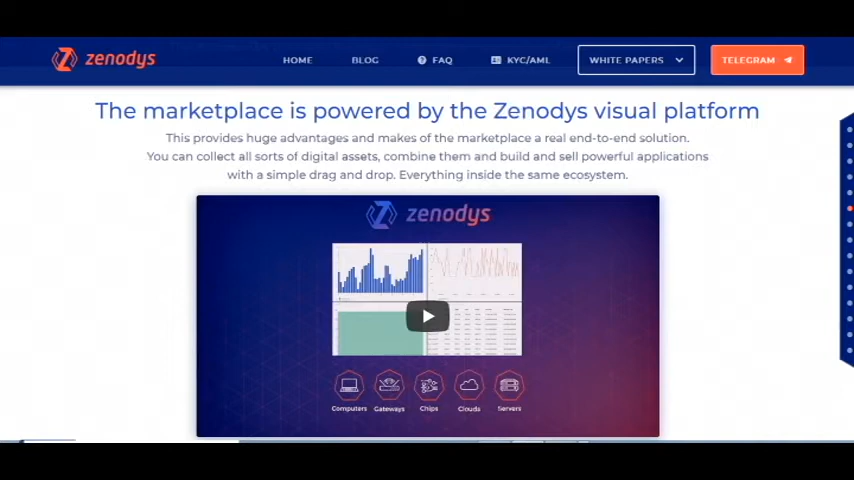 zenodys
HOME BLOG FAQ KYC/AML WHITE PAPERS TELEGRAM
The marketplace is powered by the Zenodys visual platform
This provides huge advantages and makes of the marketplace a real end-to-end solution.
You can collect all sorts of digital assets, combine them and build and sell powerful applications
with a simple drag and drop. Everything inside the same ecosystem.
zenodys
Computers Gateways Chips Clouds Servers